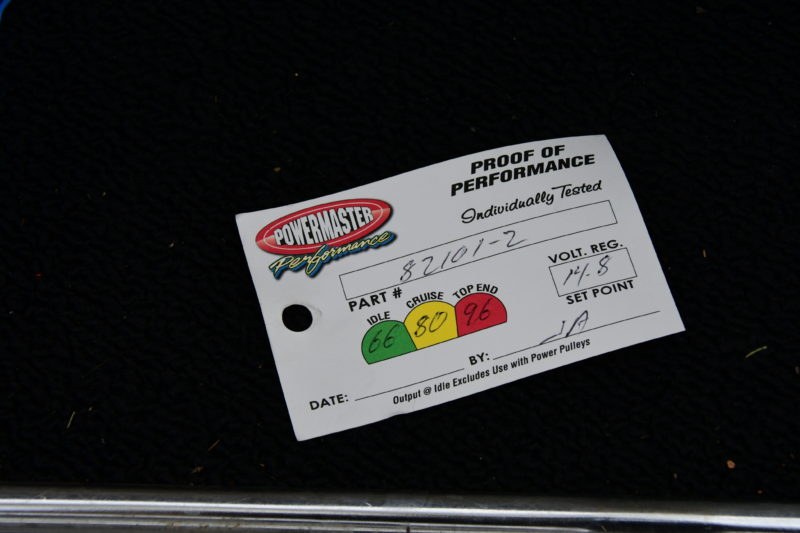 PROOF OF
PERFORMANCE
Individually Tested
POWERMASTER
Performance
82101-2
PART #
VOLT. REG.
14.8
SET POINT
IDLE CRUISE TOP END
66 80 96
BY: JA
DATE:
Output @ Idle Excludes Use with Power Pulleys